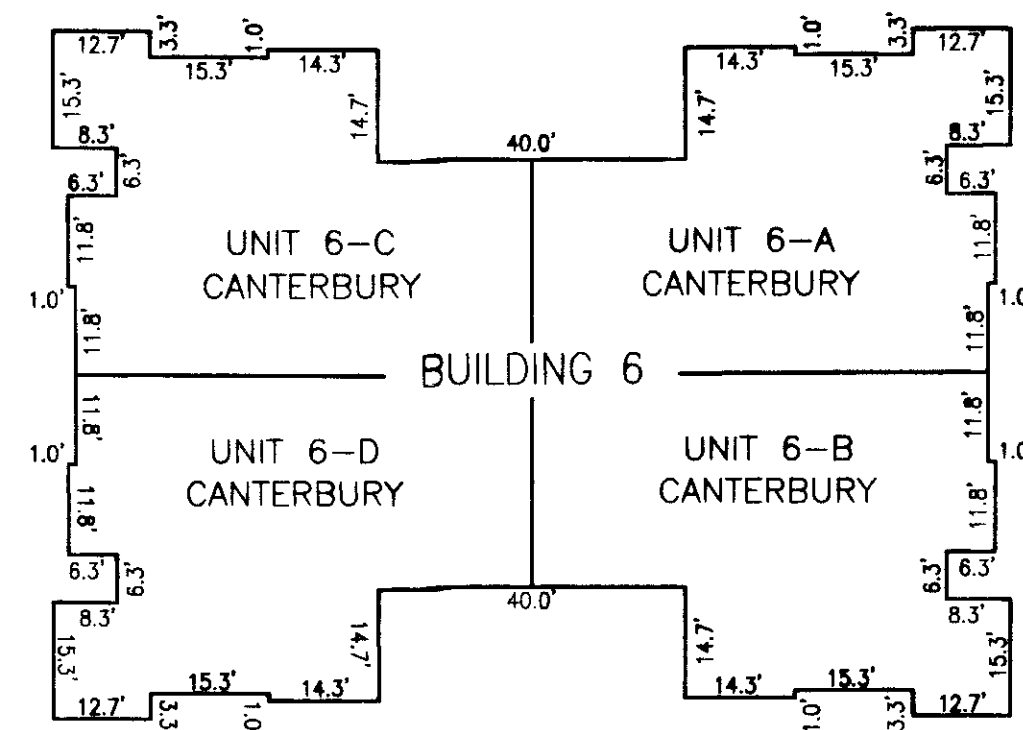 12.7' 3.3' 1.0' 1.0' 3.3' 12.7'
15.3' 14.3' 14.3' 15.3'
15.3' 14.7' 14.7' 15.3'
8.3' 40.0' 8.3'
6.3' 6.3' 6.3' 6.3'
11.8' UNIT 6-C UNIT 6-A 11.8'
CANTERBURY CANTERBURY
1.0' 1.0
11.8' 11.8'
BUILDING 6
11.8' 11.8'
1.0' UNIT 6-D UNIT 6-B 1.0
CANTERBURY CANTERBURY
11.8' 11.8'
6.3' 6.3' 6.3' 6.3'
8.3' 40.0' 8.3'
15.3' 14.7' 14.7' 15.3'
15.3' 14.3' 14.3' 15.3'
12.7' 3.3 1.0' 1.0' 3.3' 12.7'